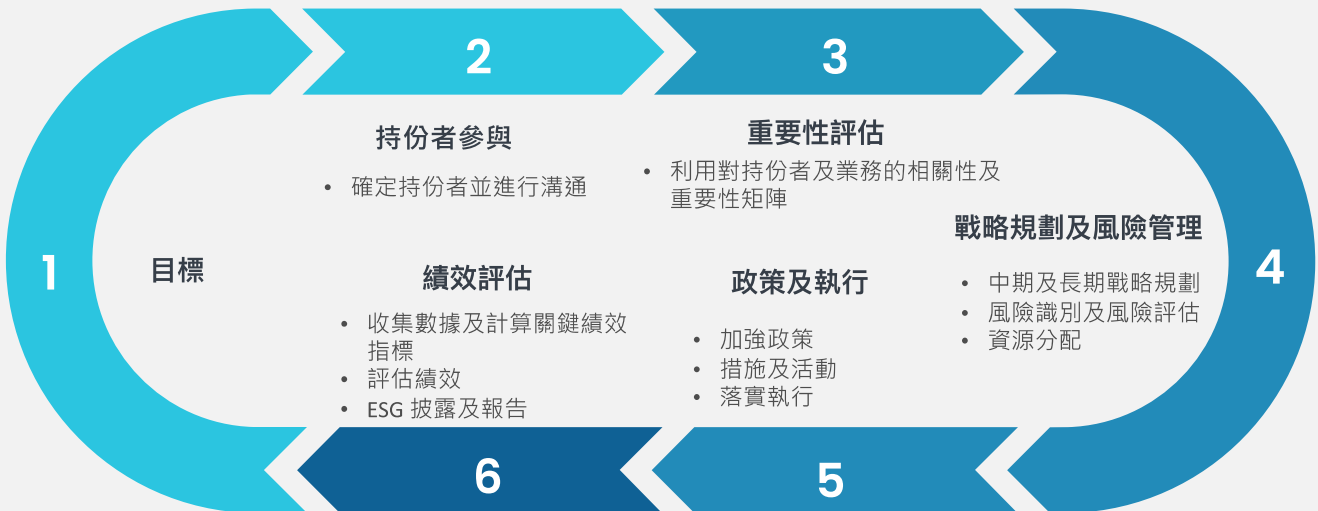 1
目標
2
持份者參與
• 確定持份者並進行溝通
3
重要性評估
• 利用對持份者及業務的相關性及
重要性矩陣
4
戰略規劃及風險管理
• 中期及長期戰略規劃
• 風險識別及風險評估
• 資源分配
5
政策及執行
• 加強政策
• 措施及活動
• 落實執行
6
績效評估
• 收集數據及計算關鍵績效
指標
• 評估績效
• ESG 披露及報告